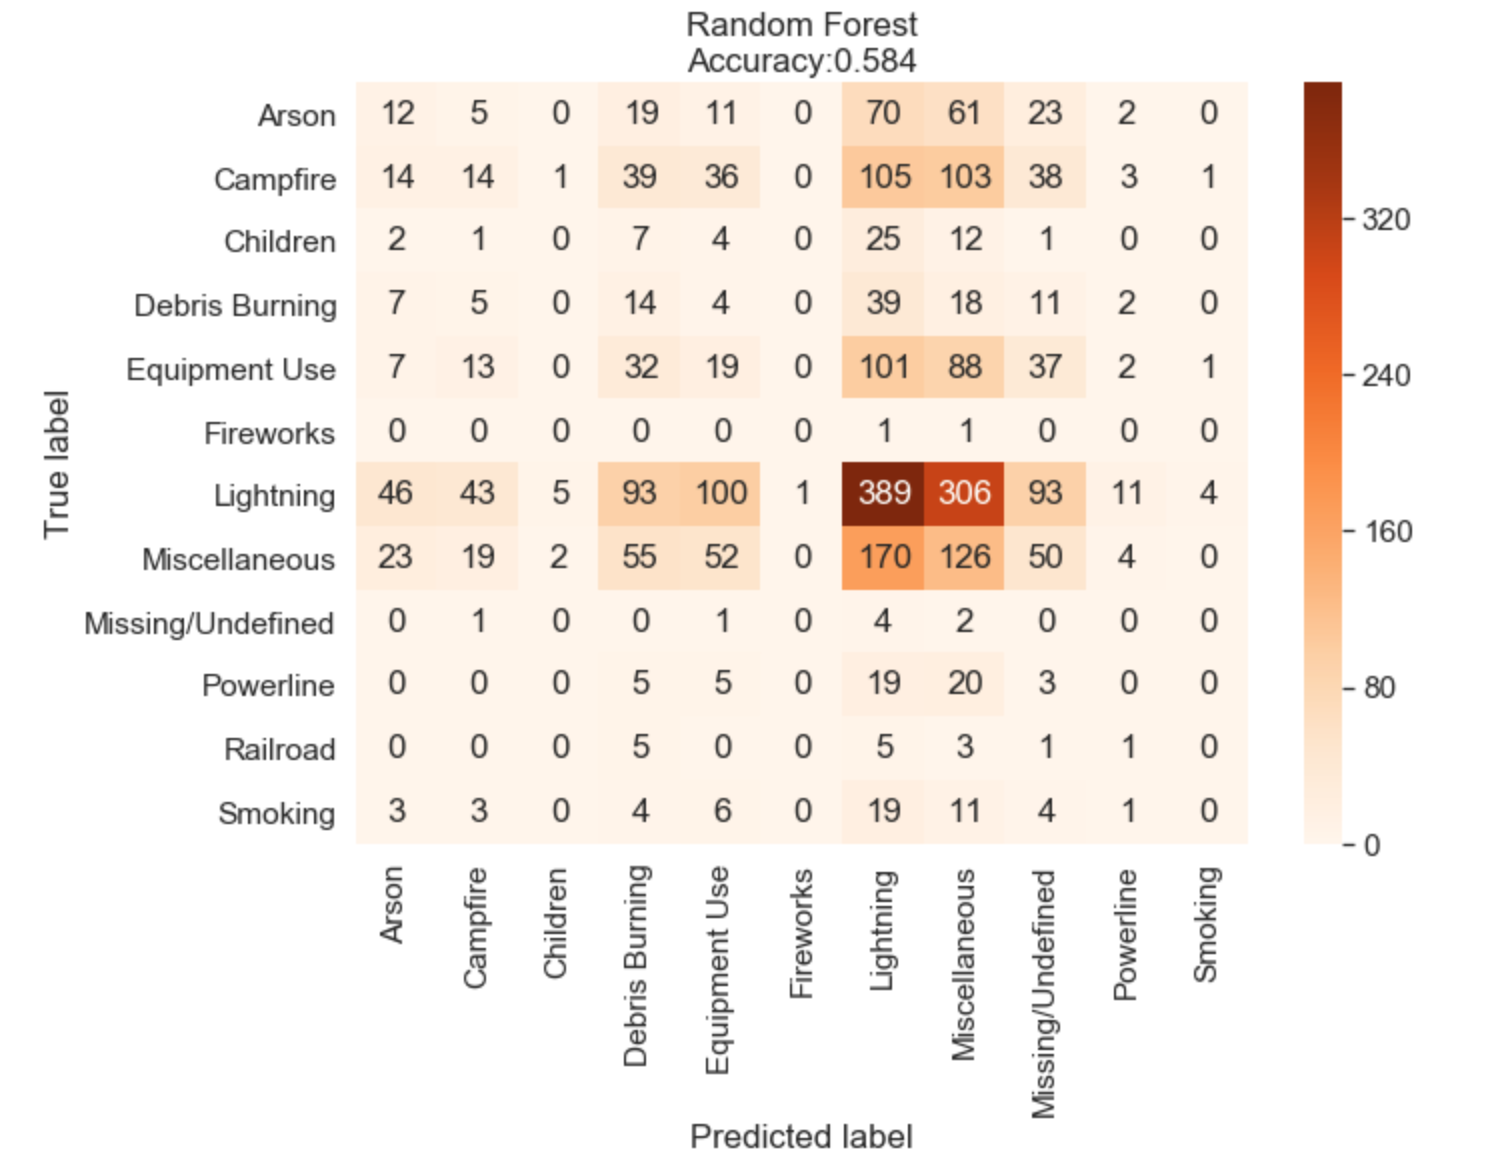 Random Forest
Accuracy:0.584
Arson 12 5 0 19 11 0 70 61 23 2 0
Campfire 14 14 1 39 36 0 105 103 38 3 1
Children 2 1 0 7 4 0 25 12 1 0 0
Debris Burning 7 5 0 14 4 0 39 18 11 2 0
Equipment Use 7 13 0 32 19 0 101 88 37 2 1
Fireworks 0 0 0 0 0 0 1 1 0 0 0
Lightning 46 43 5 93 100 1 389 306 93 11 4
Miscellaneous 23 19 2 55 52 0 170 126 50 4 0
Missing/Undefined 0 1 0 0 1 0 4 2 0 0 0
Powerline 0 0 0 5 5 0 19 20 3 0 0
Railroad 0 0 0 5 0 0 5 3 1 1 0
Smoking 3 3 0 4 6 0 19 11 4 1 0
True label
Arson
Campfire
Children
Debris Burning
Equipment Use
Fireworks
Lightning
Miscellaneous
Missing/Undefined
Powerline
Smoking
Predicted label
320
240
160
80
0